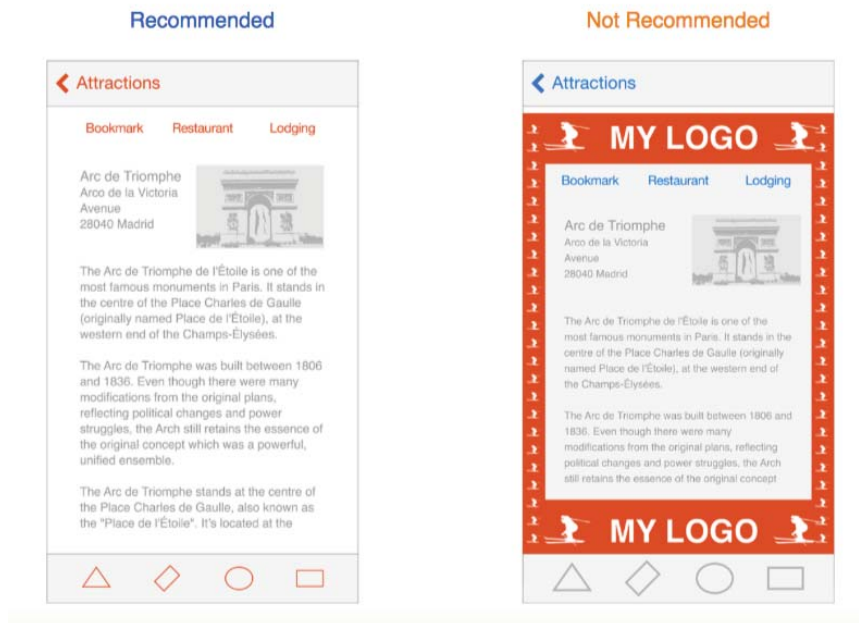 Recommended
Attractions
Bookmark Restaurant Lodging
Arc de Triomphe
Arco de la Victoria
Avenue
28040 Madrid
The Arc de Triomphe de l'Étoile is one of the
most famous monuments in Paris. It stands in
the centre of the Place Charles de Gaulle
(originally named Place de l'Étoile), at the
western end of the Champs-Élysées.
The Arc de Triomphe was built between 1806
and 1836. Even though there were many
modifications from the original plans,
reflecting political changes and power
struggles, the Arch still retains the essence of
the original concept which was a powerful,
unified ensemble.
The Arc de Triomphe stands at the centre of
the Place Charles de Gaulle, also known as
the "Place de l'Étoile". It's located at the
Not Recommended
Attractions
MY LOGO
Bookmark Restaurant Lodging
Arc de Triomphe
Arco de la Victoria
Avenue
28040 Madrid
The Arc de Triomphe de l'Étoile is one of the
most famous monuments in Paris. It stands in the
centre of the Place Charles de Gaulle (originally
named Place de l'Étoile), at the western end of
the Champs-Élysées.
The Arc de Triomphe was built between 1806 and
1836. Even though there were many
modifications from the original plans, reflecting
political changes and power struggles, the Arch
still retains the essence of the original concept
MY LOGO